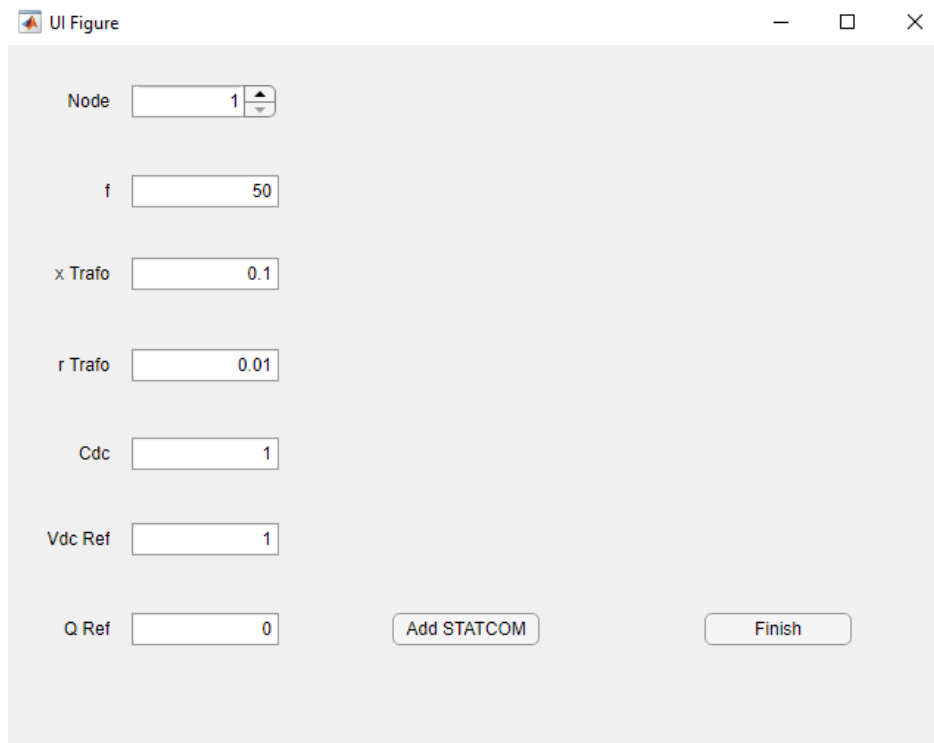 UI Figure
Node 1
f 50
x Trafo 0.1
r Trafo 0.01
Cdc 1
Vdc Ref 1
Q Ref 0 Add STATCOM Finish